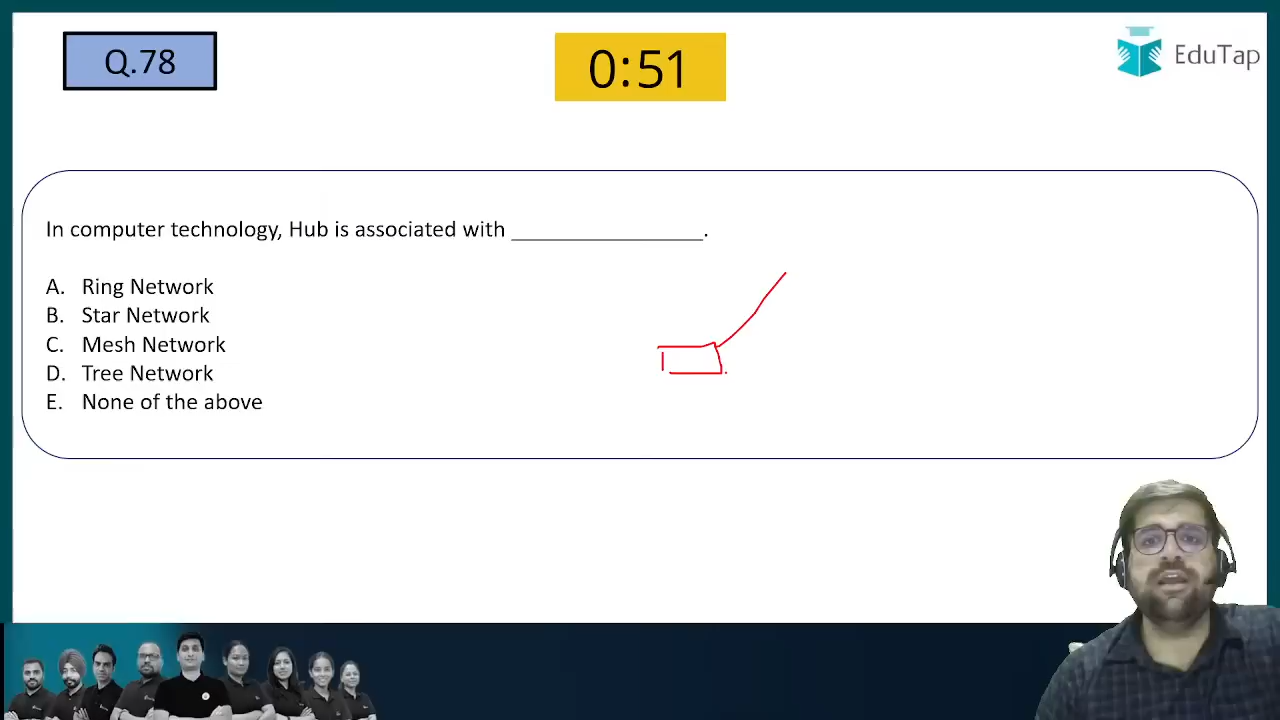 Q.78
0:51
EduTap
In computer technology, Hub is associated with _________________.
A. Ring Network
B. Star Network
C. Mesh Network
D. Tree Network
E. None of the above